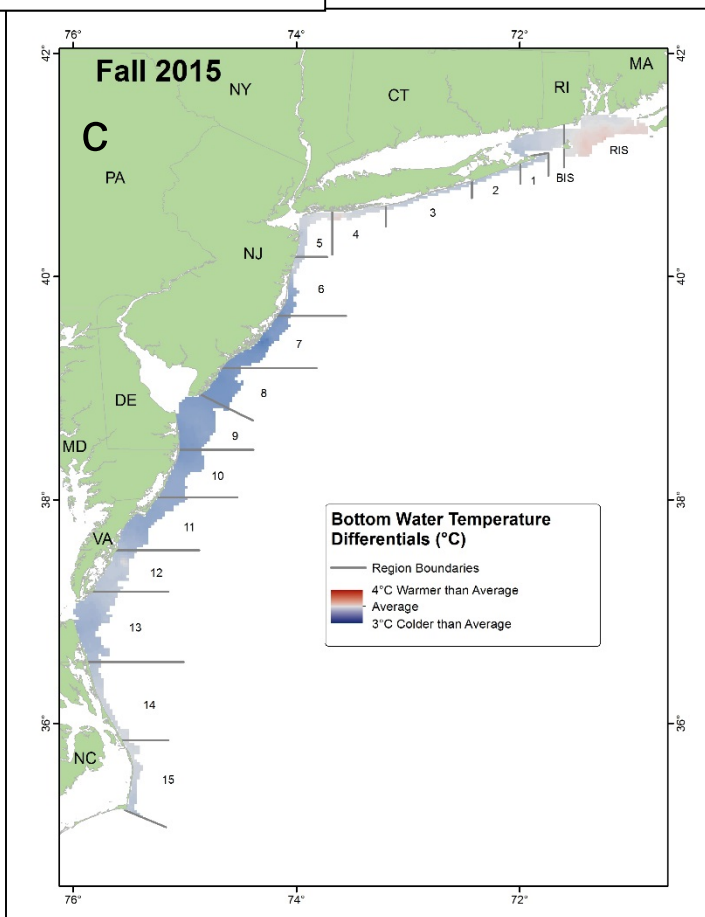 76°
74°
72°
42°
42°
Fall 2015
C
NY
CT
RI
MA
PA
RIS
BIS
1
2
3
4
5
NJ
40°
40°
6
7
8
DE
9
MD
10
38°
38°
11
VA
12
13
Bottom Water Temperature
Differentials (°C)
Region Boundaries
4°C Warmer than Average
Average
3°C Colder than Average
14
36°
36°
NC
15
76°
74°
72°